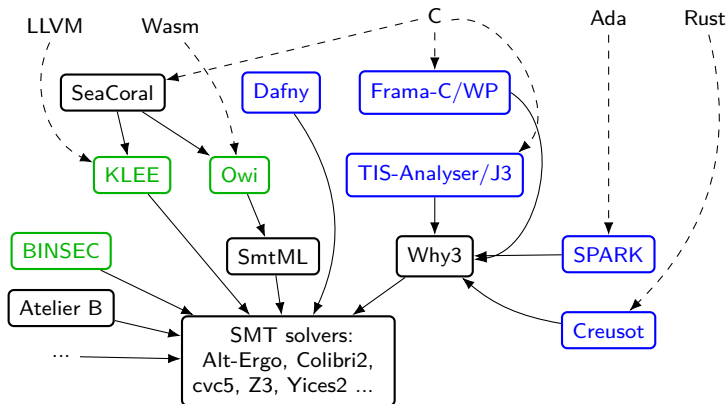 LLVM
Wasm
C
Ada
Rust
SeaCoral
Dafny
Frama-C/WP
KLEE
Owi
TIS-Analyser/J3
BINSEC
SmtML
Why3
SPARK
Atelier B
Creusot
...
SMT solvers:
Alt-Ergo, Colibri2,
cvc5, Z3, Yices2 ...